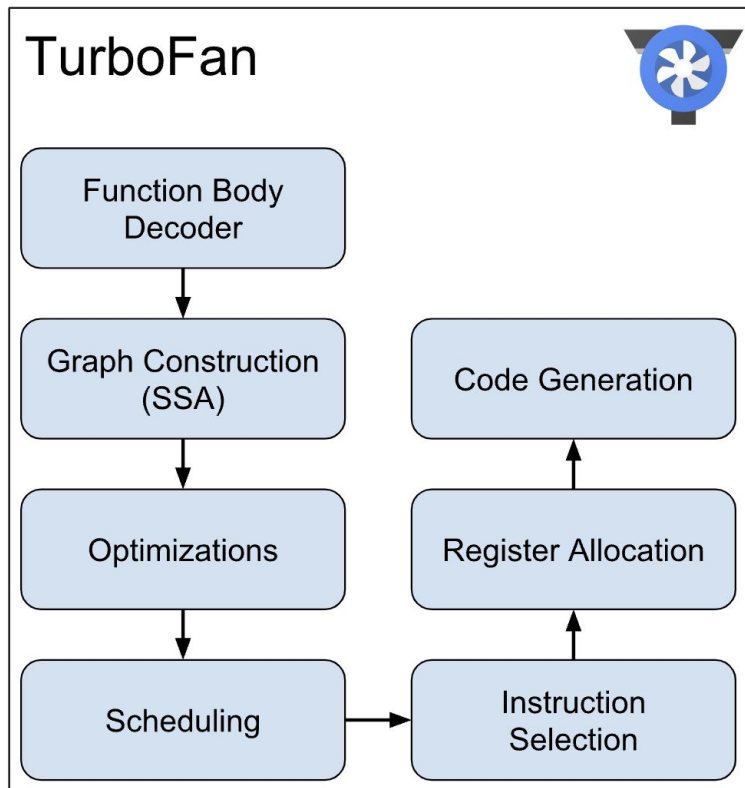 TurboFan
Function Body
Decoder
Graph Construction
(SSA)
Optimizations
Scheduling
Instruction
Selection
Register Allocation
Code Generation